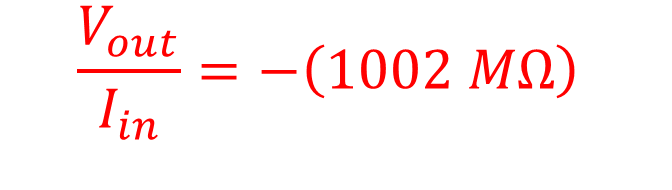 V_out / I_in = −(1002 MΩ)